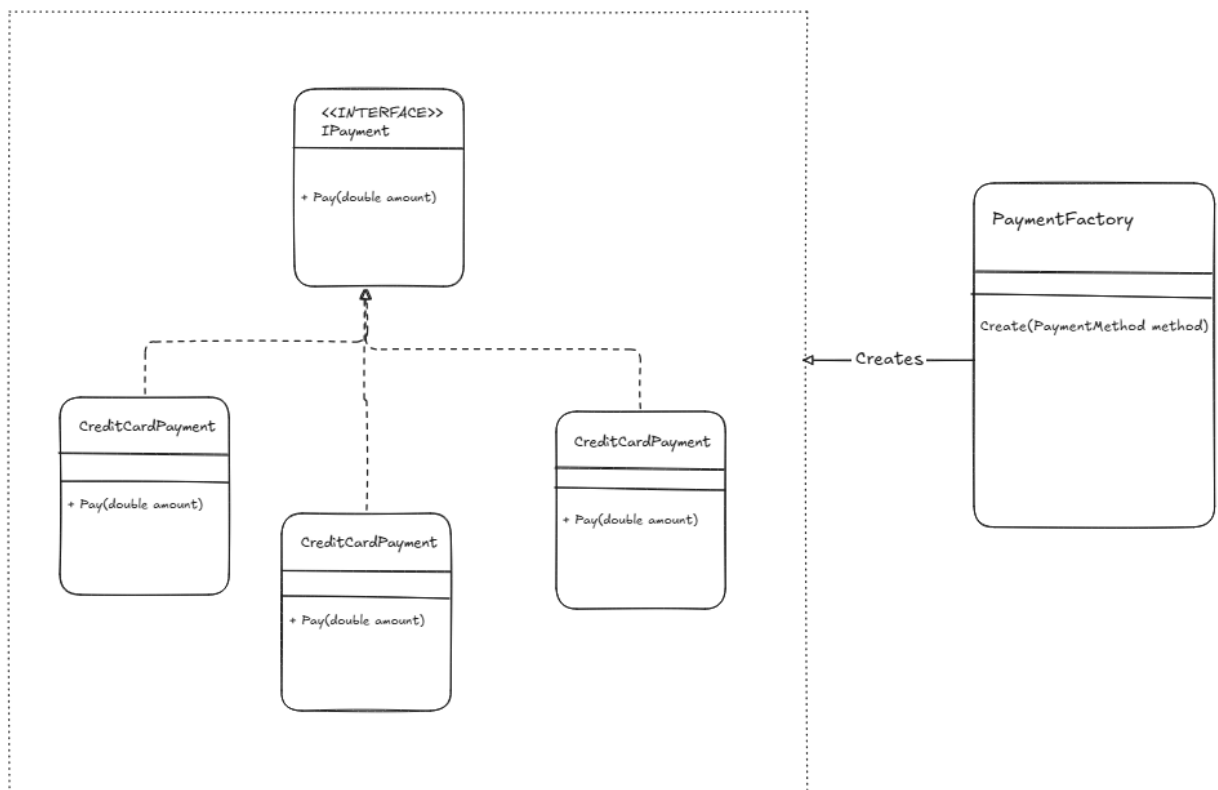 <<INTERFACE>>
IPayment
+ Pay(double amount)
PaymentFactory
Create(PaymentMethod method)
Creates
CreditCardPayment
+ Pay(double amount)
CreditCardPayment
+ Pay(double amount)
CreditCardPayment
+ Pay(double amount)